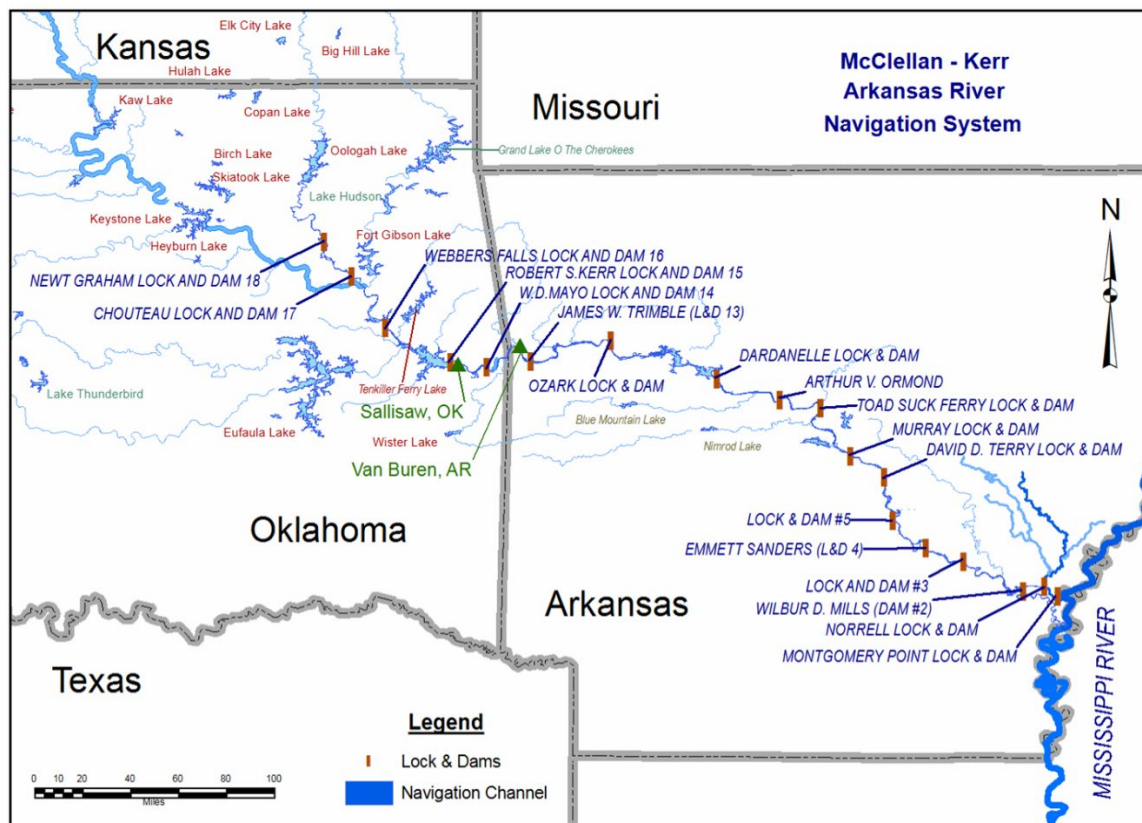 Elk City Lake
Big Hill Lake
Kansas
Hulah Lake
Kaw Lake
Copan Lake
McClellan - Kerr
Arkansas River
Navigation System
Missouri
Birch Lake
Oologah Lake
Grand Lake O The Cherokees
Skiatook Lake
Lake Hudson
Keystone Lake
Heyburn Lake
Fort Gibson Lake
N
WEBBERS FALLS LOCK AND DAM 16
NEWT GRAHAM LOCK AND DAM 18
ROBERT S.KERR LOCK AND DAM 15
W.D.MAYO LOCK AND DAM 14
CHOUTEAU LOCK AND DAM 17
JAMES W. TRIMBLE (L&D 13)
DARDANELLE LOCK & DAM
OZARK LOCK & DAM
ARTHUR V. ORMOND
Lake Thunderbird
Tenkiller Ferry Lake
TOAD SUCK FERRY LOCK & DAM
Sallisaw, OK
Blue Mountain Lake
Eufaula Lake
Wister Lake
MURRAY LOCK & DAM
Nimrod Lake
DAVID D. TERRY LOCK & DAM
Van Buren, AR
Oklahoma
LOCK & DAM #5
EMMETT SANDERS (L&D 4)
LOCK AND DAM #3
Arkansas
WILBUR D. MILLS (DAM #2)
NORRELL LOCK & DAM
MONTGOMERY POINT LOCK & DAM
MISSISSIPPI RIVER
Texas
Legend
Lock & Dams
Navigation Channel
0 10 20 40 60 80 100
Miles